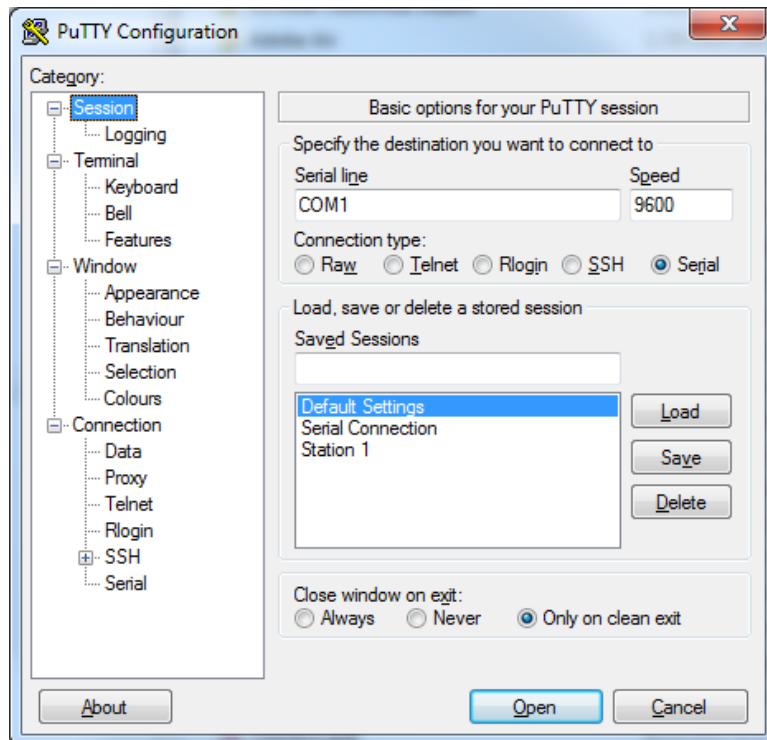 PuTTY Configuration
Category:
Session
Logging
Terminal
Keyboard
Bell
Features
Window
Appearance
Behaviour
Translation
Selection
Colours
Connection
Data
Proxy
Telnet
Rlogin
SSH
Serial
Basic options for your PuTTY session
Specify the destination you want to connect to
Serial line Speed
COM1 9600
Connection type:
Raw Telnet Rlogin SSH Serial
Load, save or delete a stored session
Saved Sessions
Default Settings
Serial Connection
Station 1
Load
Save
Delete
Close window on exit:
Always Never Only on clean exit
About Open Cancel